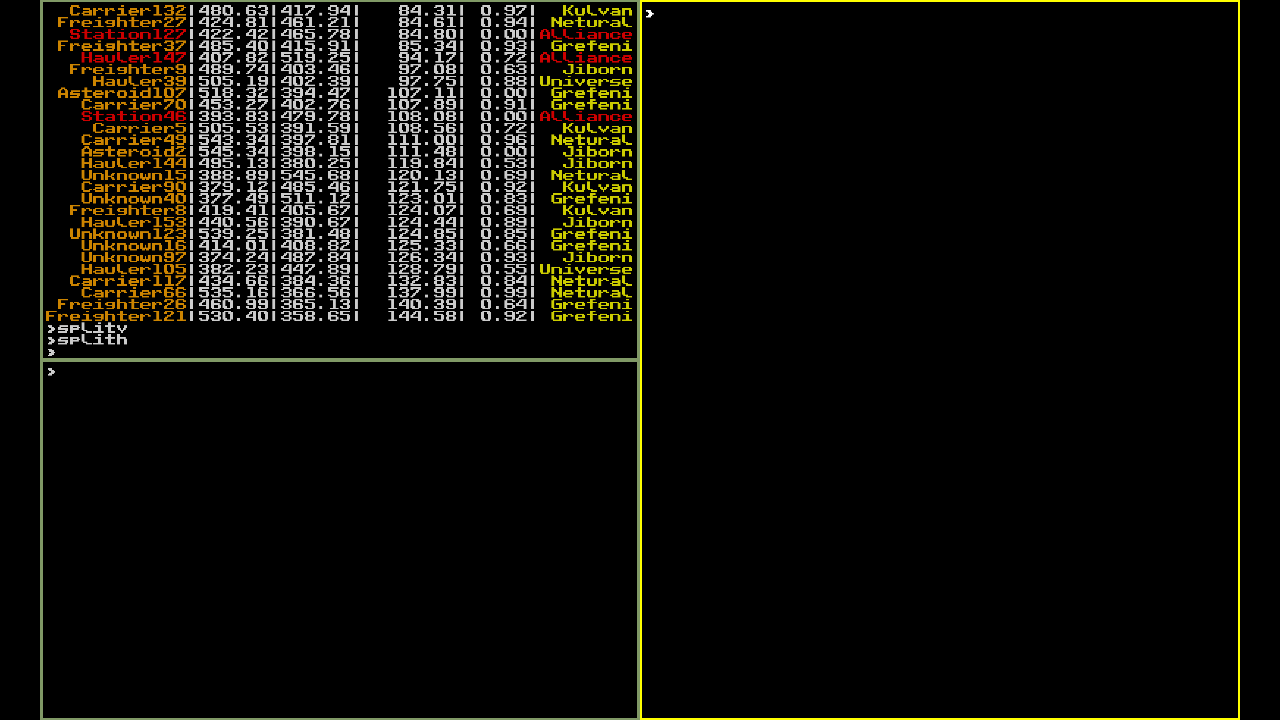 Carrier132|480.63|417.94| 84.31| 0.97| Kulvan
Freighter27|424.81|461.21| 84.61| 0.94| Netural
Station127|422.42|465.78| 84.80| 0.00|Alliance
Freighter37|485.40|415.91| 85.34| 0.93| Grefeni
Hauler147|407.82|519.25| 94.17| 0.72|Alliance
Freighter9|489.74|403.46| 97.08| 0.63| Jiborn
Hauler39|505.19|402.39| 97.75| 0.88|Universe
Asteroid107|518.32|394.47| 107.11| 0.00| Grefeni
Carrier70|453.27|402.76| 107.89| 0.91| Grefeni
Station46|393.83|479.78| 108.08| 0.00|Alliance
Carrier5|505.53|391.59| 108.56| 0.72| Kulvan
Carrier49|543.34|397.81| 111.00| 0.96| Netural
Asteroid2|545.34|398.15| 111.48| 0.00| Jiborn
Hauler144|495.13|380.25| 119.84| 0.53| Jiborn
Unknown15|388.89|545.68| 120.13| 0.69| Netural
Carrier90|379.12|485.46| 121.75| 0.92| Kulvan
Unknown40|377.49|511.12| 123.01| 0.83| Grefeni
Freighter8|419.41|405.67| 124.07| 0.69| Kulvan
Hauler153|440.56|390.67| 124.44| 0.89| Jiborn
Unknown123|539.25|381.48| 124.85| 0.85| Grefeni
Unknown16|414.01|408.82| 125.33| 0.66| Grefeni
Unknown97|374.24|487.84| 126.34| 0.93| Jiborn
Hauler105|382.23|447.89| 128.79| 0.55|Universe
Carrier117|434.66|384.36| 132.83| 0.84| Netural
Carrier66|535.16|366.56| 137.99| 0.99| Netural
Freighter26|460.99|365.13| 140.39| 0.64| Grefeni
Freighter121|530.40|358.65| 144.58| 0.92| Grefeni
>splitv
>splith
>
>
>